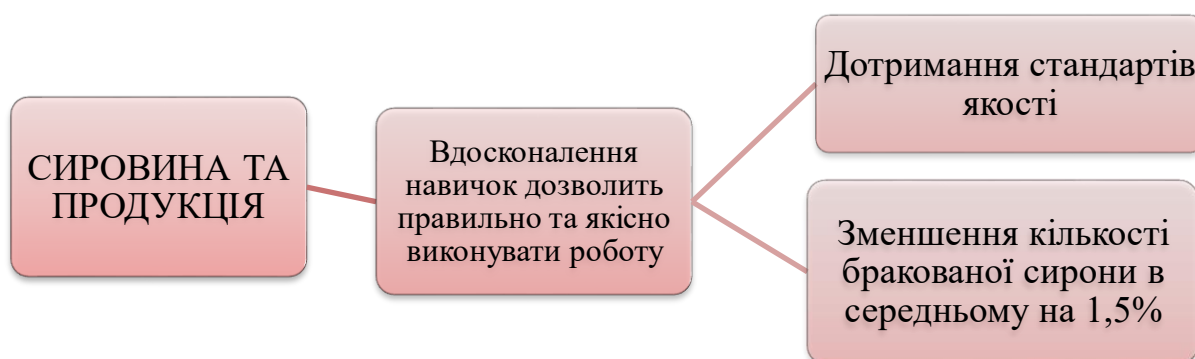 СИРОВИНА ТА
ПРОДУКЦІЯ
Вдосконалення
навичок дозволить
правильно та якісно
виконувати роботу
Дотримання стандартів
якості
Зменшення кількості
бракованої сирони в
середньому на 1,5%